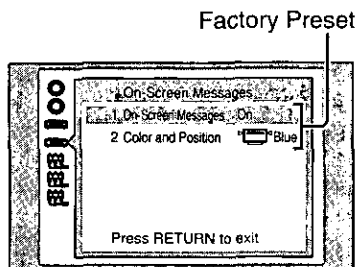 Factory Preset
On-Screen Messages
1 On-Screen Messages On
2 Color and Position Blue
Press RETURN to exit